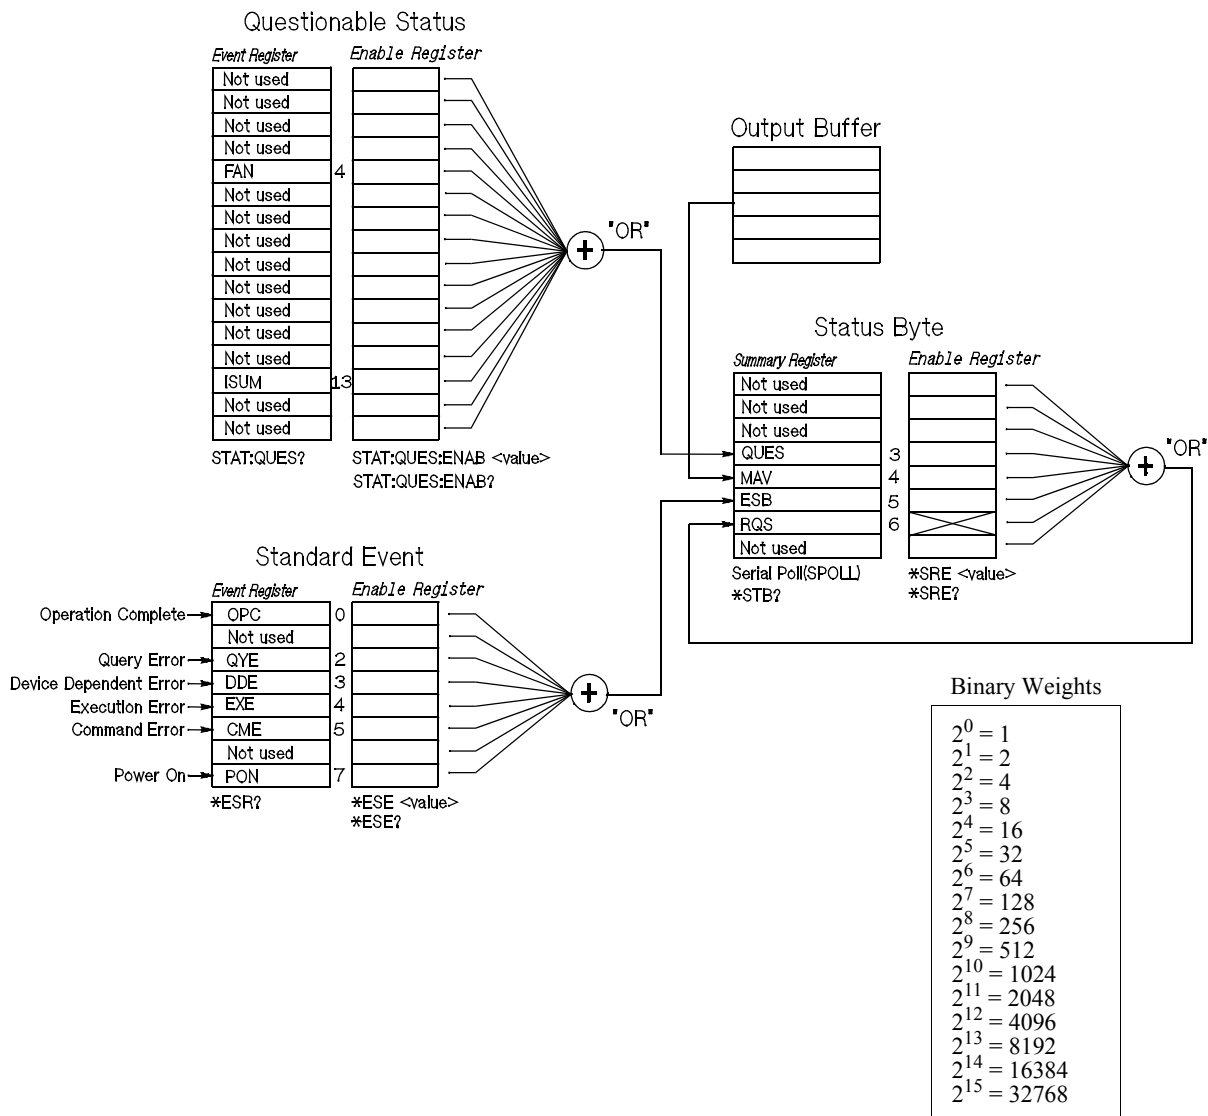 Questionable Status
Event Register
Enable Register
Not used
Not used
Not used
Not used
FAN 4
Not used
Not used
Not used
Not used
Not used
Not used
Not used
Not used
ISUM 13
Not used
Not used
STAT:QUES?
STAT:QUES:ENAB <value>
STAT:QUES:ENAB?
"OR"
Output Buffer
Status Byte
Summary Register
Enable Register
Not used
Not used
Not used
QUES 3
MAV 4
ESB 5
RQS 6
Not used
Serial Poll(SPOLL)
*STB?
*SRE <value>
*SRE?
"OR"
Standard Event
Event Register
Enable Register
Operation Complete OPC 0
Not used
Query Error QYE 2
Device Dependent Error DDE 3
Execution Error EXE 4
Command Error CME 5
Not used
Power On PON 7
*ESR?
*ESE <value>
*ESE?
"OR"
Binary Weights
2^0 = 1
2^1 = 2
2^2 = 4
2^3 = 8
2^4 = 16
2^5 = 32
2^6 = 64
2^7 = 128
2^8 = 256
2^9 = 512
2^10 = 1024
2^11 = 2048
2^12 = 4096
2^13 = 8192
2^14 = 16384
2^15 = 32768